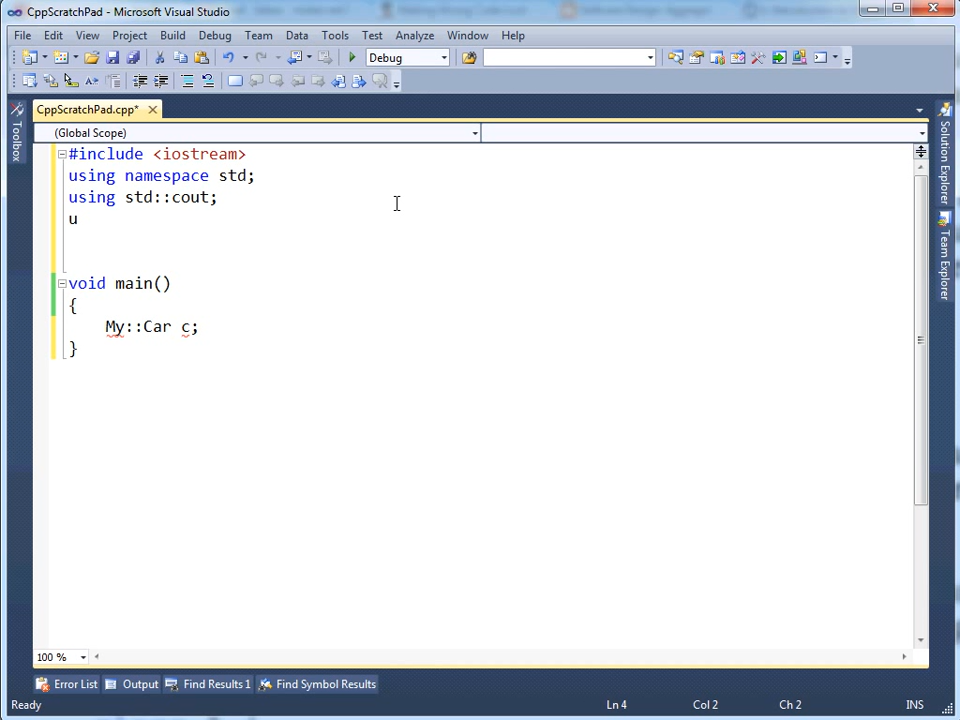 CppScratchPad - Microsoft Visual Studio
File Edit View Project Build Debug Team Data Tools Test Analyze Window Help
Debug
CppScratchPad.cpp*
Toolbox
Solution Explorer
Team Explorer
(Global Scope)
#include <iostream>
using namespace std;
using std::cout;
u
void main()
{
My::Car c;
}
100 %
Error List Output Find Results 1 Find Symbol Results
Ready Ln 4 Col 2 Ch 2 INS